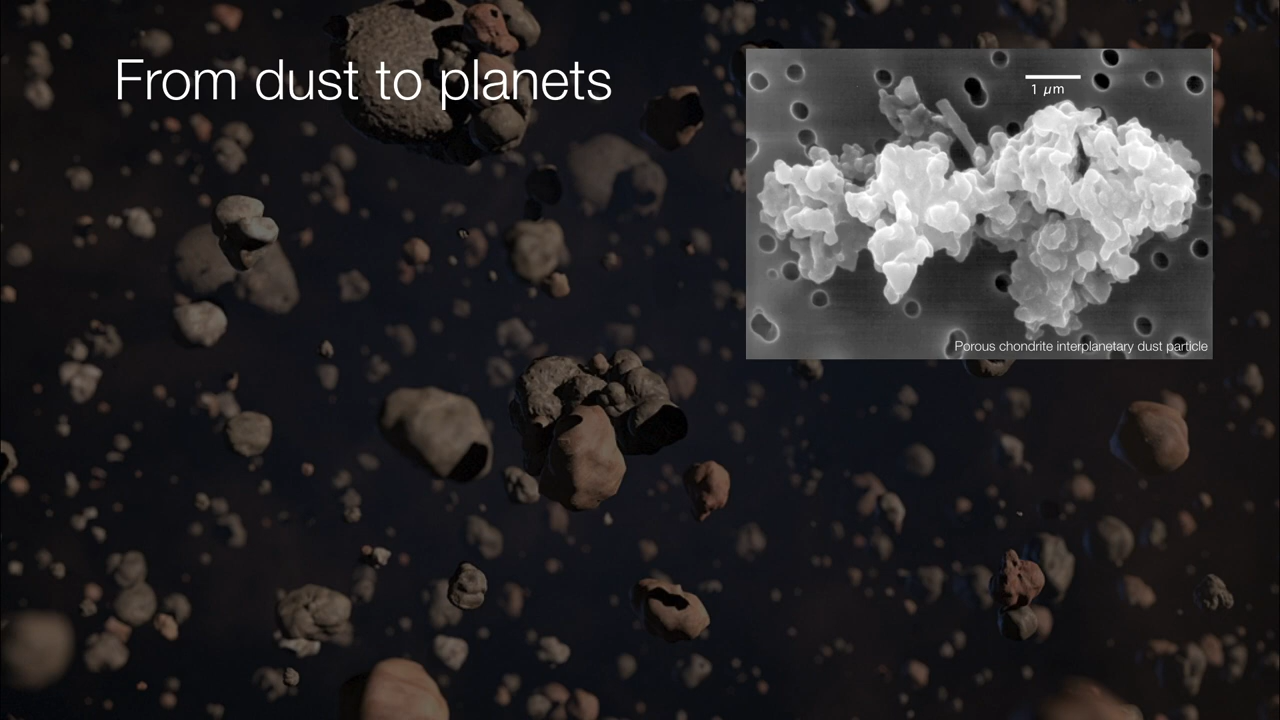 From dust to planets
1 μm
Porous chondrite interplanetary dust particle